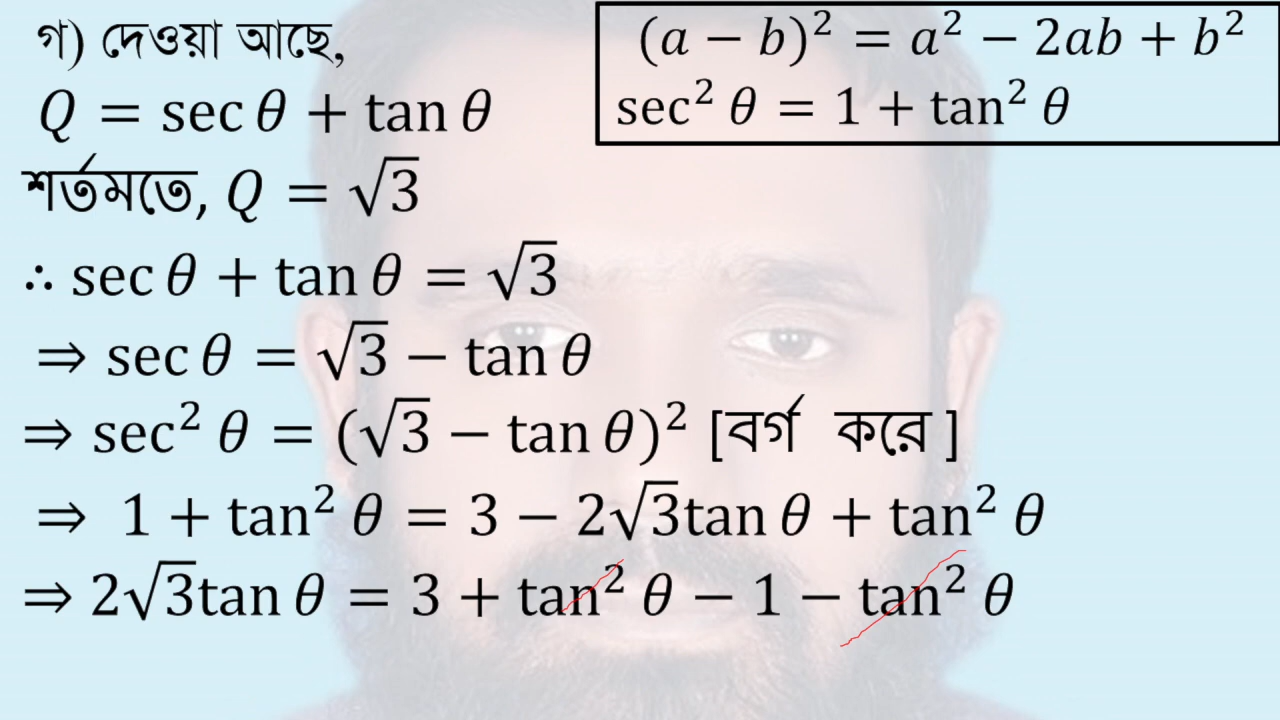 গ) দেওয়া আছে,
(a − b)² = a² − 2ab + b²
sec² θ = 1 + tan² θ
Q = sec θ + tan θ
শর্তমতে, Q = √3
∴ sec θ + tan θ = √3
⇒ sec θ = √3 − tan θ
⇒ sec² θ = (√3 − tan θ)² [বর্গ করে ]
⇒ 1 + tan² θ = 3 − 2√3tan θ + tan² θ
⇒ 2√3tan θ = 3 + tan² θ − 1 − tan² θ